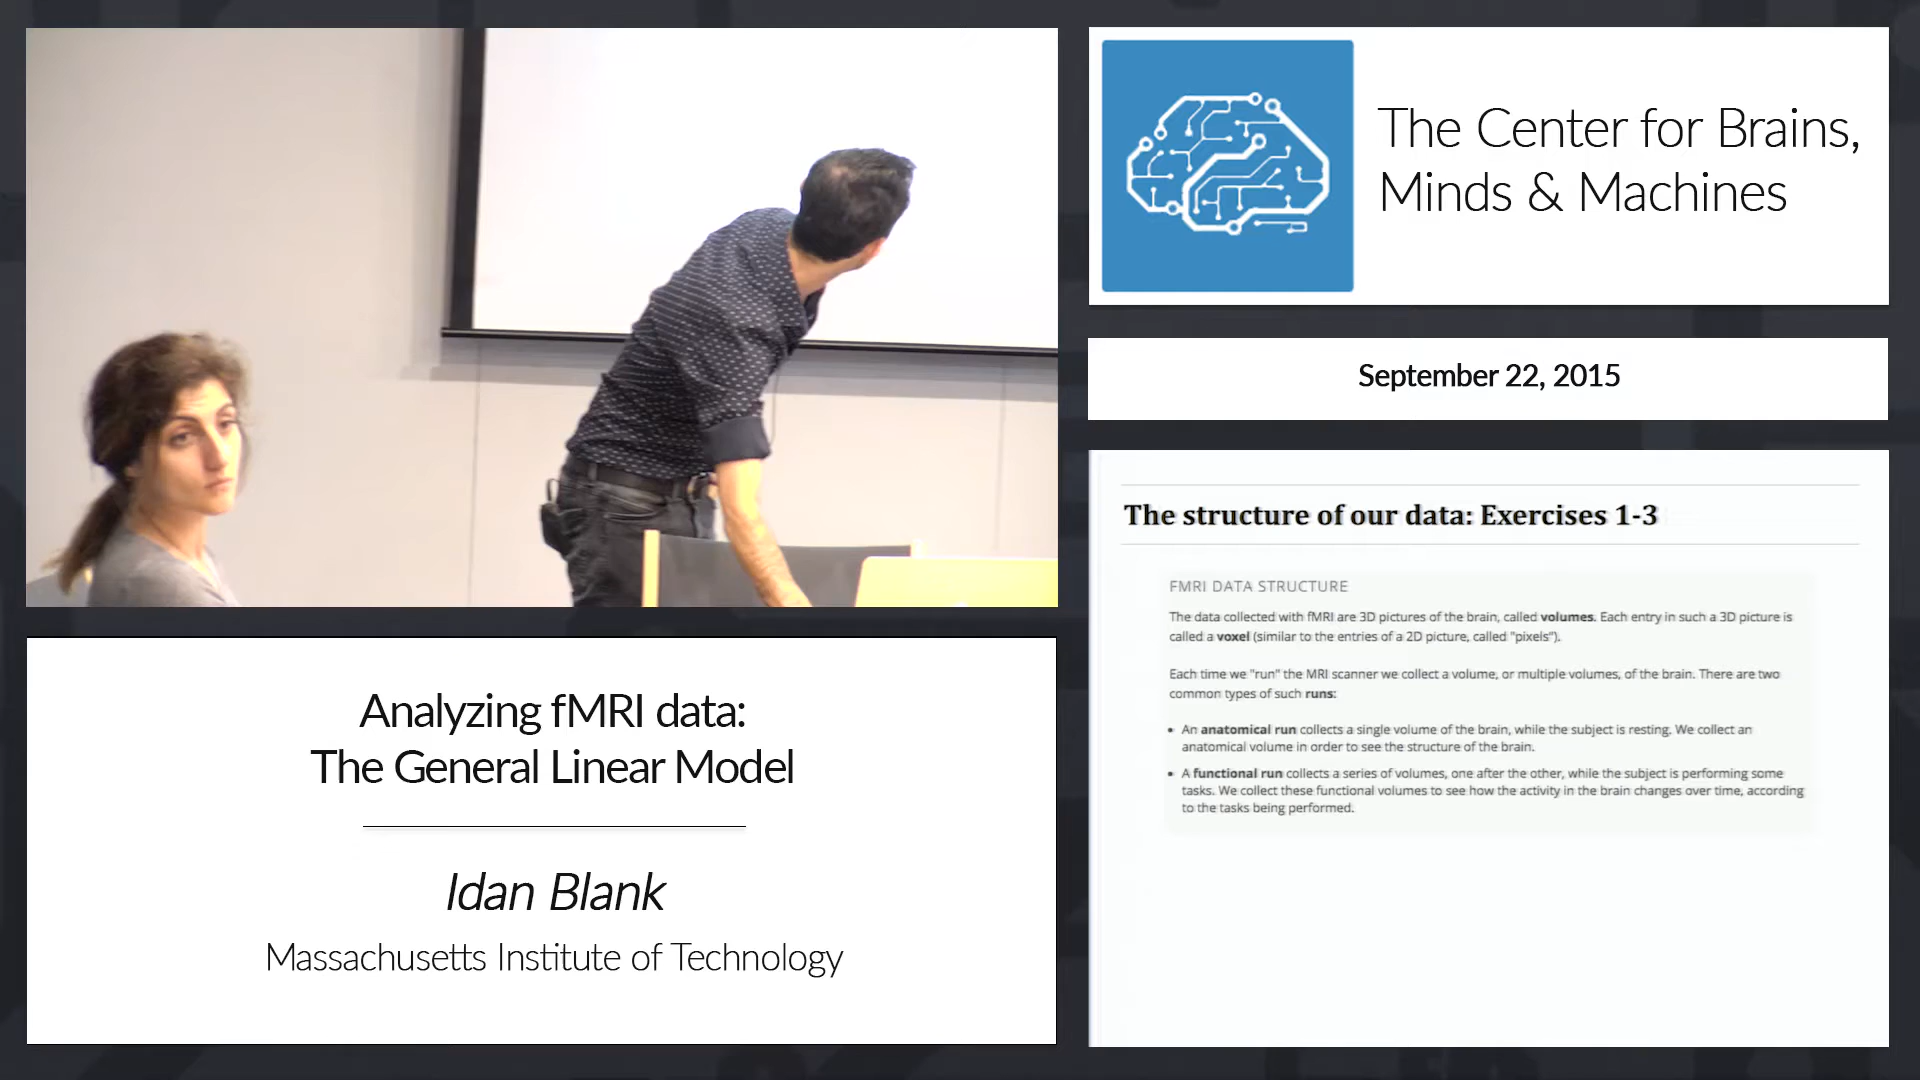 The Center for Brains,
Minds & Machines
September 22, 2015
The structure of our data: Exercises 1-3
FMRI DATA STRUCTURE
The data collected with fMRI are 3D pictures of the brain, called volumes. Each entry in such a 3D picture is
called a voxel (similar to the entries of a 2D picture, called "pixels").
Each time we "run" the MRI scanner we collect a volume, or multiple volumes, of the brain. There are two
common types of such runs:
• An anatomical run collects a single volume of the brain, while the subject is resting. We collect an
anatomical volume in order to see the structure of the brain.
• A functional run collects a series of volumes, one after the other, while the subject is performing some
tasks. We collect these functional volumes to see how the activity in the brain changes over time, according
to the tasks being performed.
Analyzing fMRI data:
The General Linear Model
Idan Blank
Massachusetts Institute of Technology